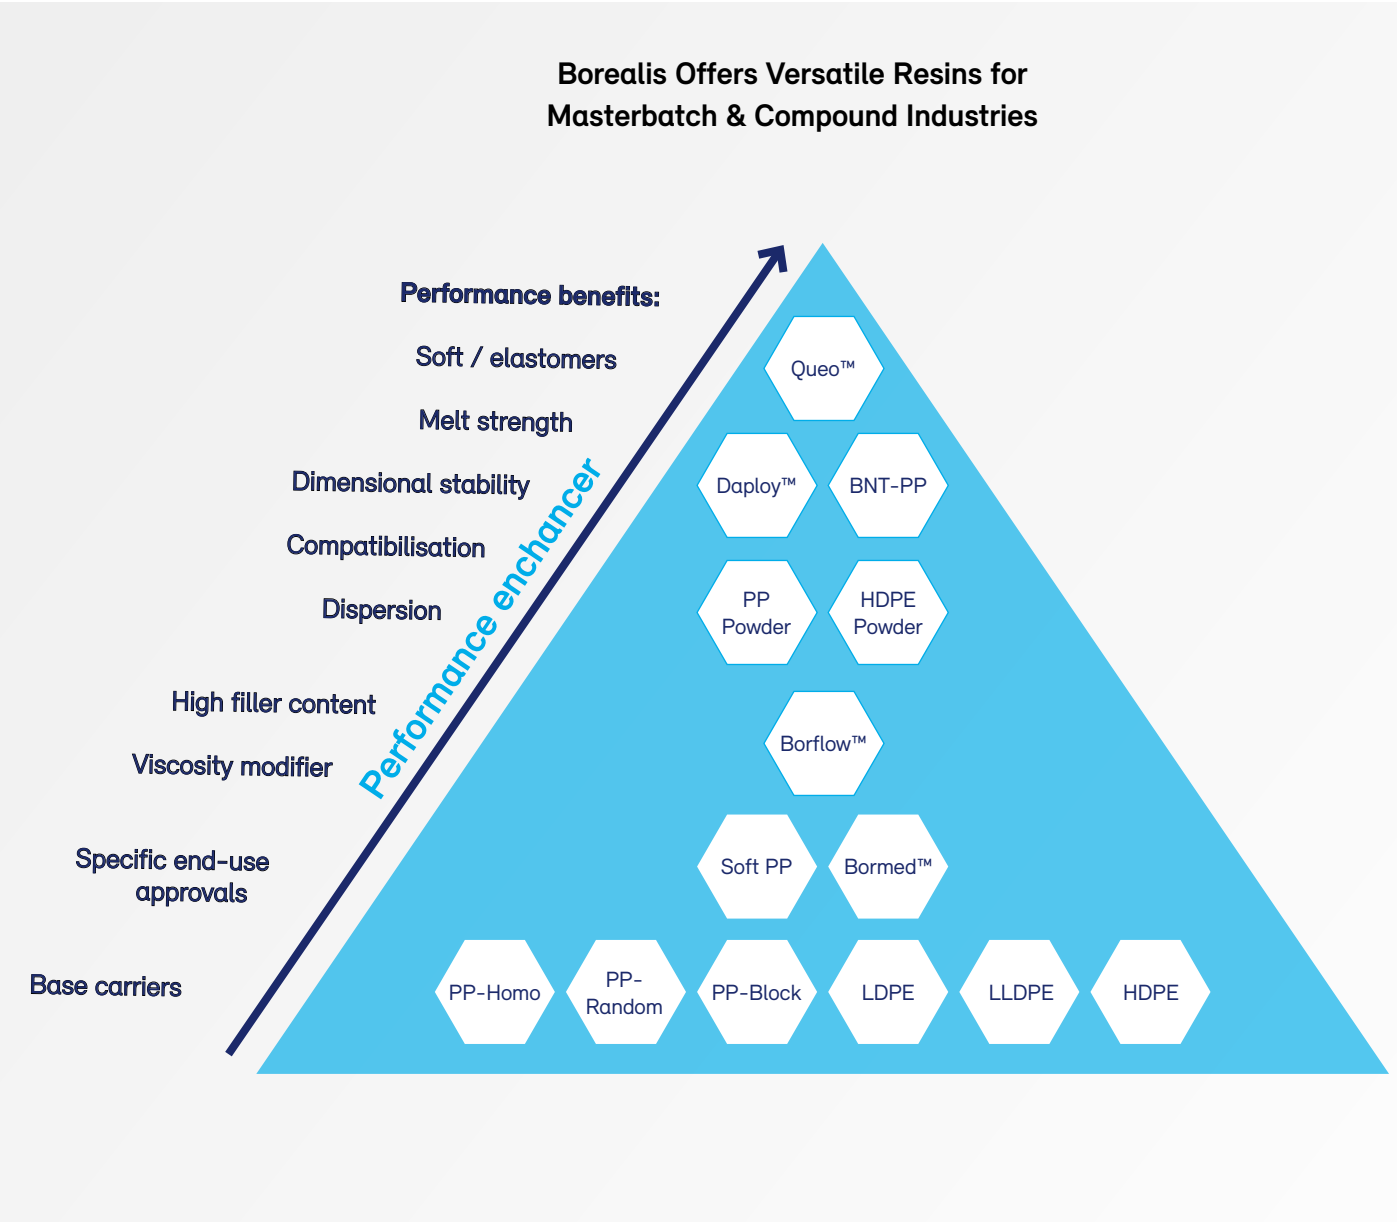 Borealis Offers Versatile Resins for
Masterbatch & Compound Industries
Performance benefits:
Soft / elastomers
Melt strength
Dimensional stability
Compatibilisation
Dispersion
High filler content
Viscosity modifier
Specific end-use
approvals
Base carriers
Performance enchancer
Queo™
Daploy™
BNT-PP
PP
Powder
HDPE
Powder
Borflow™
Soft PP
Bormed™
PP-Homo
PP-
Random
PP-Block
LDPE
LLDPE
HDPE